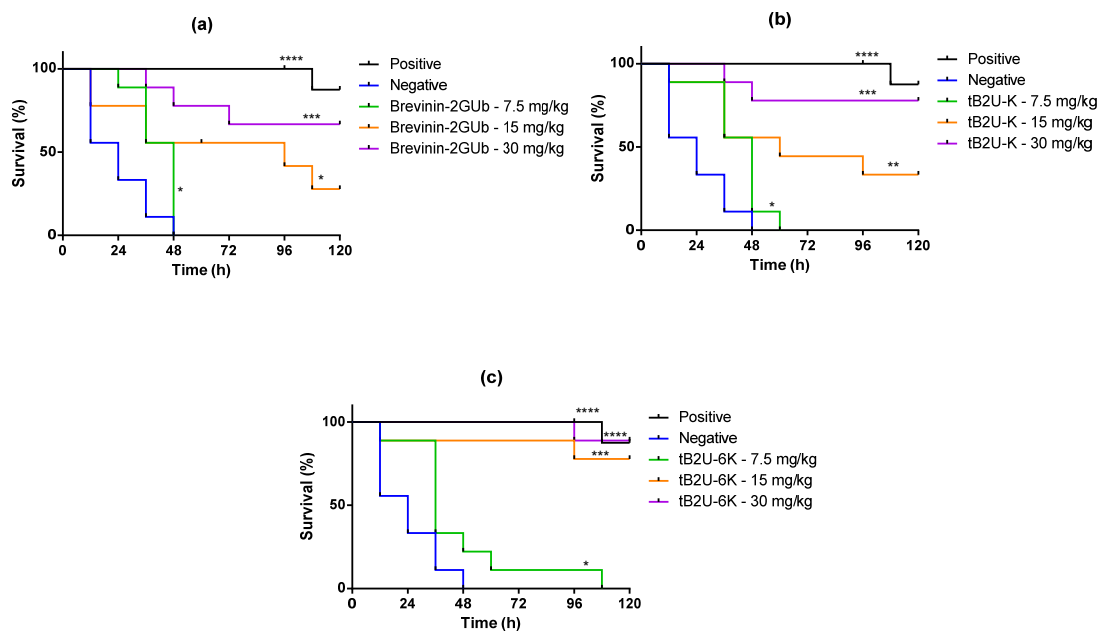 (a)
Survival (%)
100
50
0
0 24 48 72 96 120
Time (h)
****
***
*
*
Positive
Negative
Brevinin-2GUb - 7.5 mg/kg
Brevinin-2GUb - 15 mg/kg
Brevinin-2GUb - 30 mg/kg
(b)
Survival (%)
100
50
0
0 24 48 72 96 120
Time (h)
****
***
**
*
Positive
Negative
tB2U-K - 7.5 mg/kg
tB2U-K - 15 mg/kg
tB2U-K - 30 mg/kg
(c)
Survival (%)
100
50
0
0 24 48 72 96 120
Time (h)
****
****
***
*
Positive
Negative
tB2U-6K - 7.5 mg/kg
tB2U-6K - 15 mg/kg
tB2U-6K - 30 mg/kg